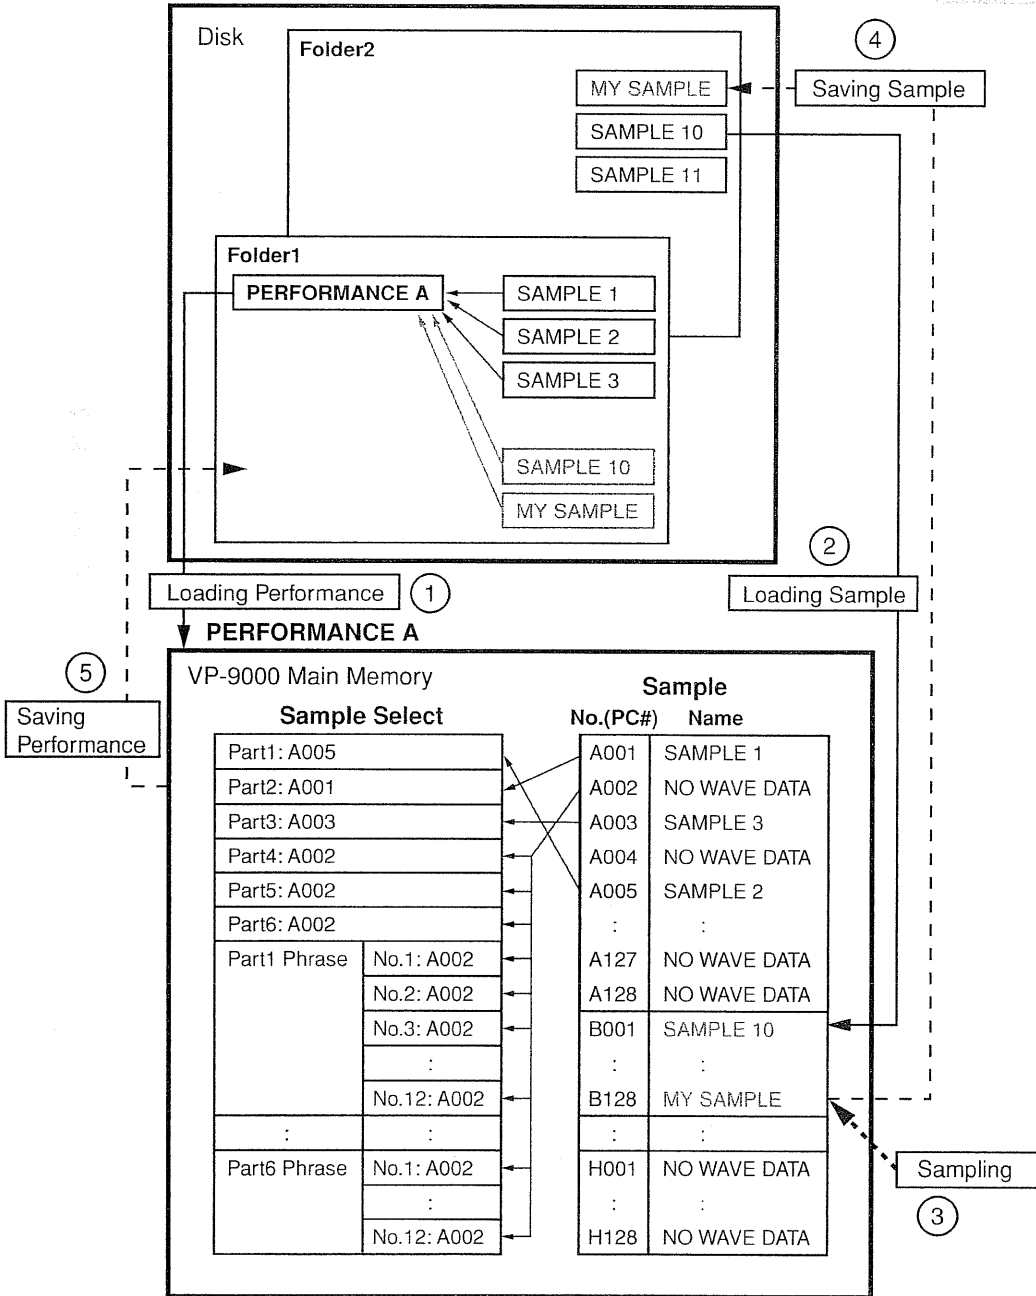 Disk
Folder2
4
MY SAMPLE
Saving Sample
SAMPLE 10
SAMPLE 11
Folder1
PERFORMANCE A
SAMPLE 1
SAMPLE 2
SAMPLE 3
SAMPLE 10
MY SAMPLE
2
Loading Performance
1
Loading Sample
PERFORMANCE A
5
Saving
Performance
VP-9000 Main Memory
Sample Select
Sample
No.(PC#) Name
Part1: A005
Part2: A001
Part3: A003
Part4: A002
Part5: A002
Part6: A002
Part1 Phrase
No.1: A002
No.2: A002
No.3: A002
:
No.12: A002
: :
Part6 Phrase
No.1: A002
:
No.12: A002
A001 SAMPLE 1
A002 NO WAVE DATA
A003 SAMPLE 3
A004 NO WAVE DATA
A005 SAMPLE 2
: :
A127 NO WAVE DATA
A128 NO WAVE DATA
B001 SAMPLE 10
: :
B128 MY SAMPLE
: :
H001 NO WAVE DATA
: :
H128 NO WAVE DATA
Sampling
3